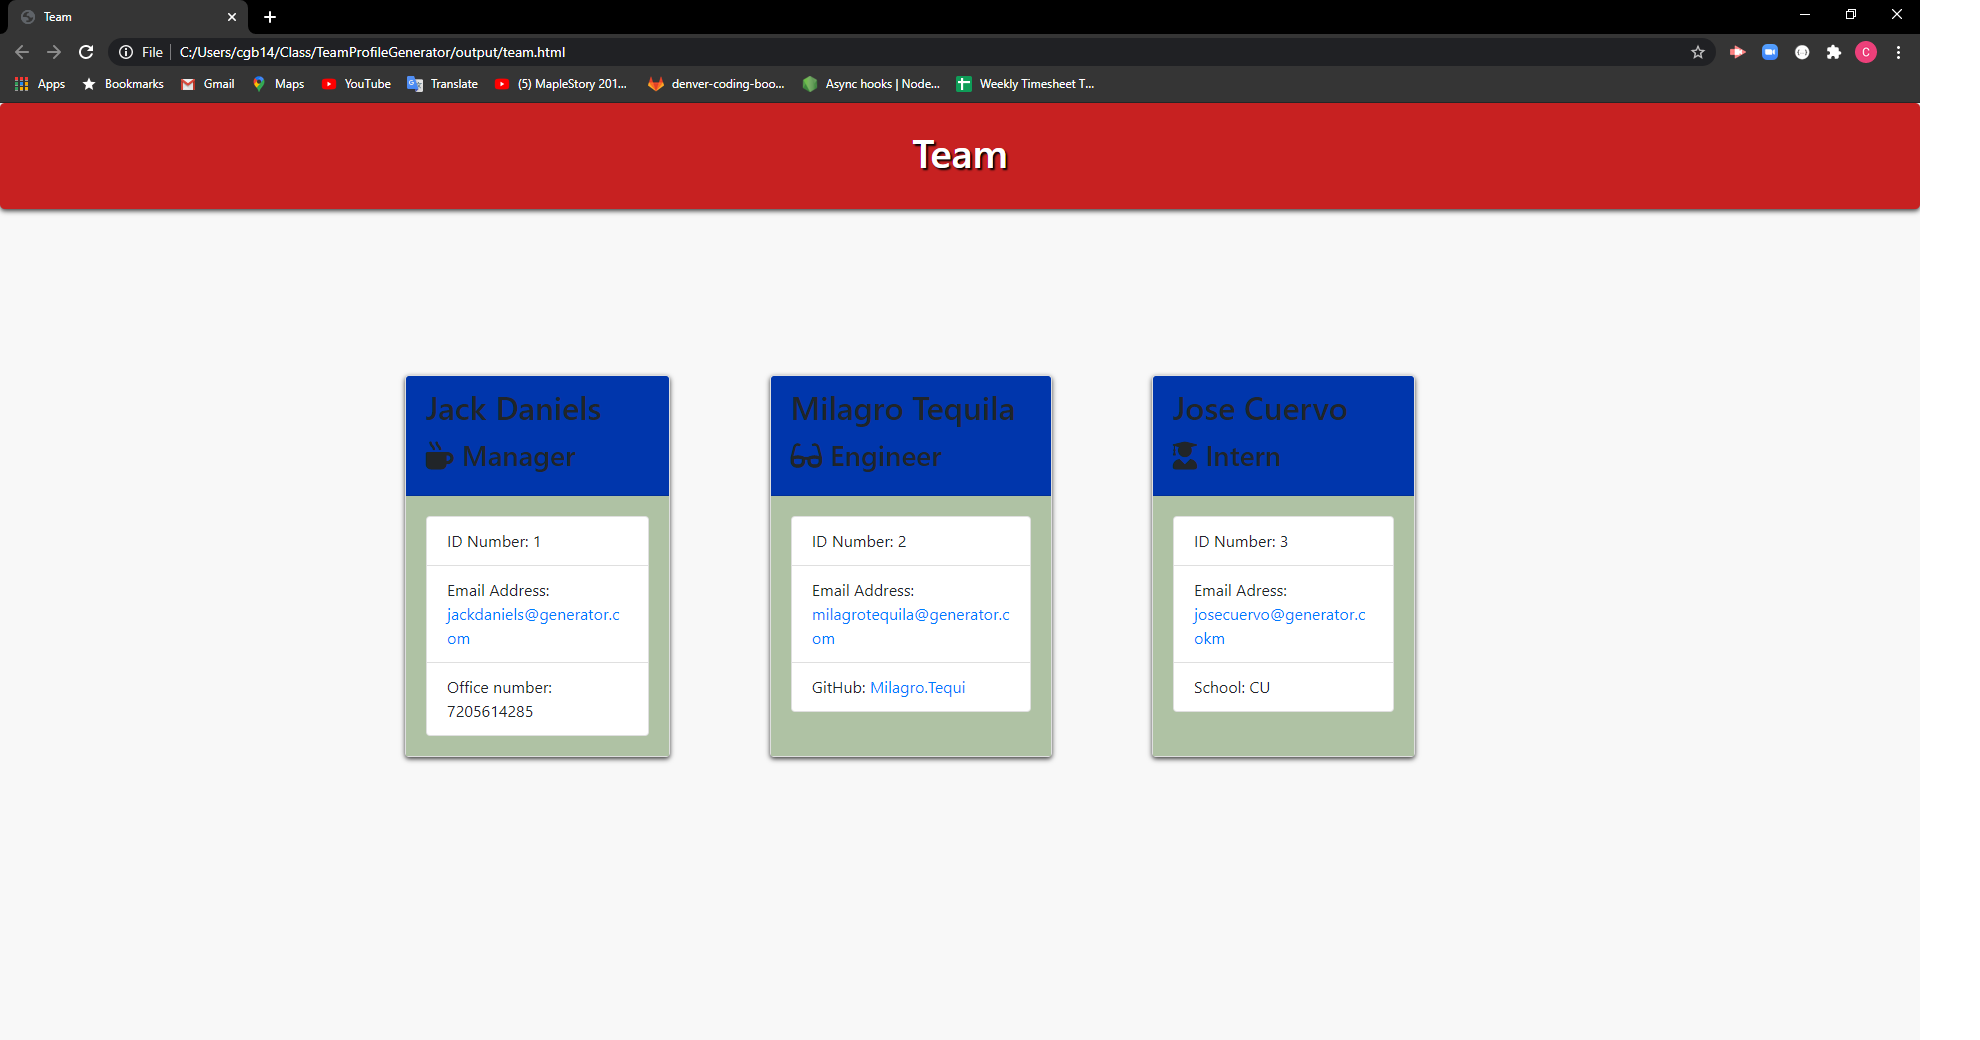 Team
File C:/Users/cgb14/Class/TeamProfileGenerator/output/team.html
C
Apps Bookmarks Gmail Maps YouTube Translate (5) MapleStory 201... denver-coding-boo... Async hooks | Node... Weekly Timesheet T...
Team
Jack Daniels
Manager
ID Number: 1
Email Address:
jackdaniels@generator.c
om
Office number:
7205614285
Milagro Tequila
Engineer
ID Number: 2
Email Address:
milagrotequila@generator.c
om
GitHub: Milagro.Tequi
Jose Cuervo
Intern
ID Number: 3
Email Adress:
josecuervo@generator.c
okm
School: CU